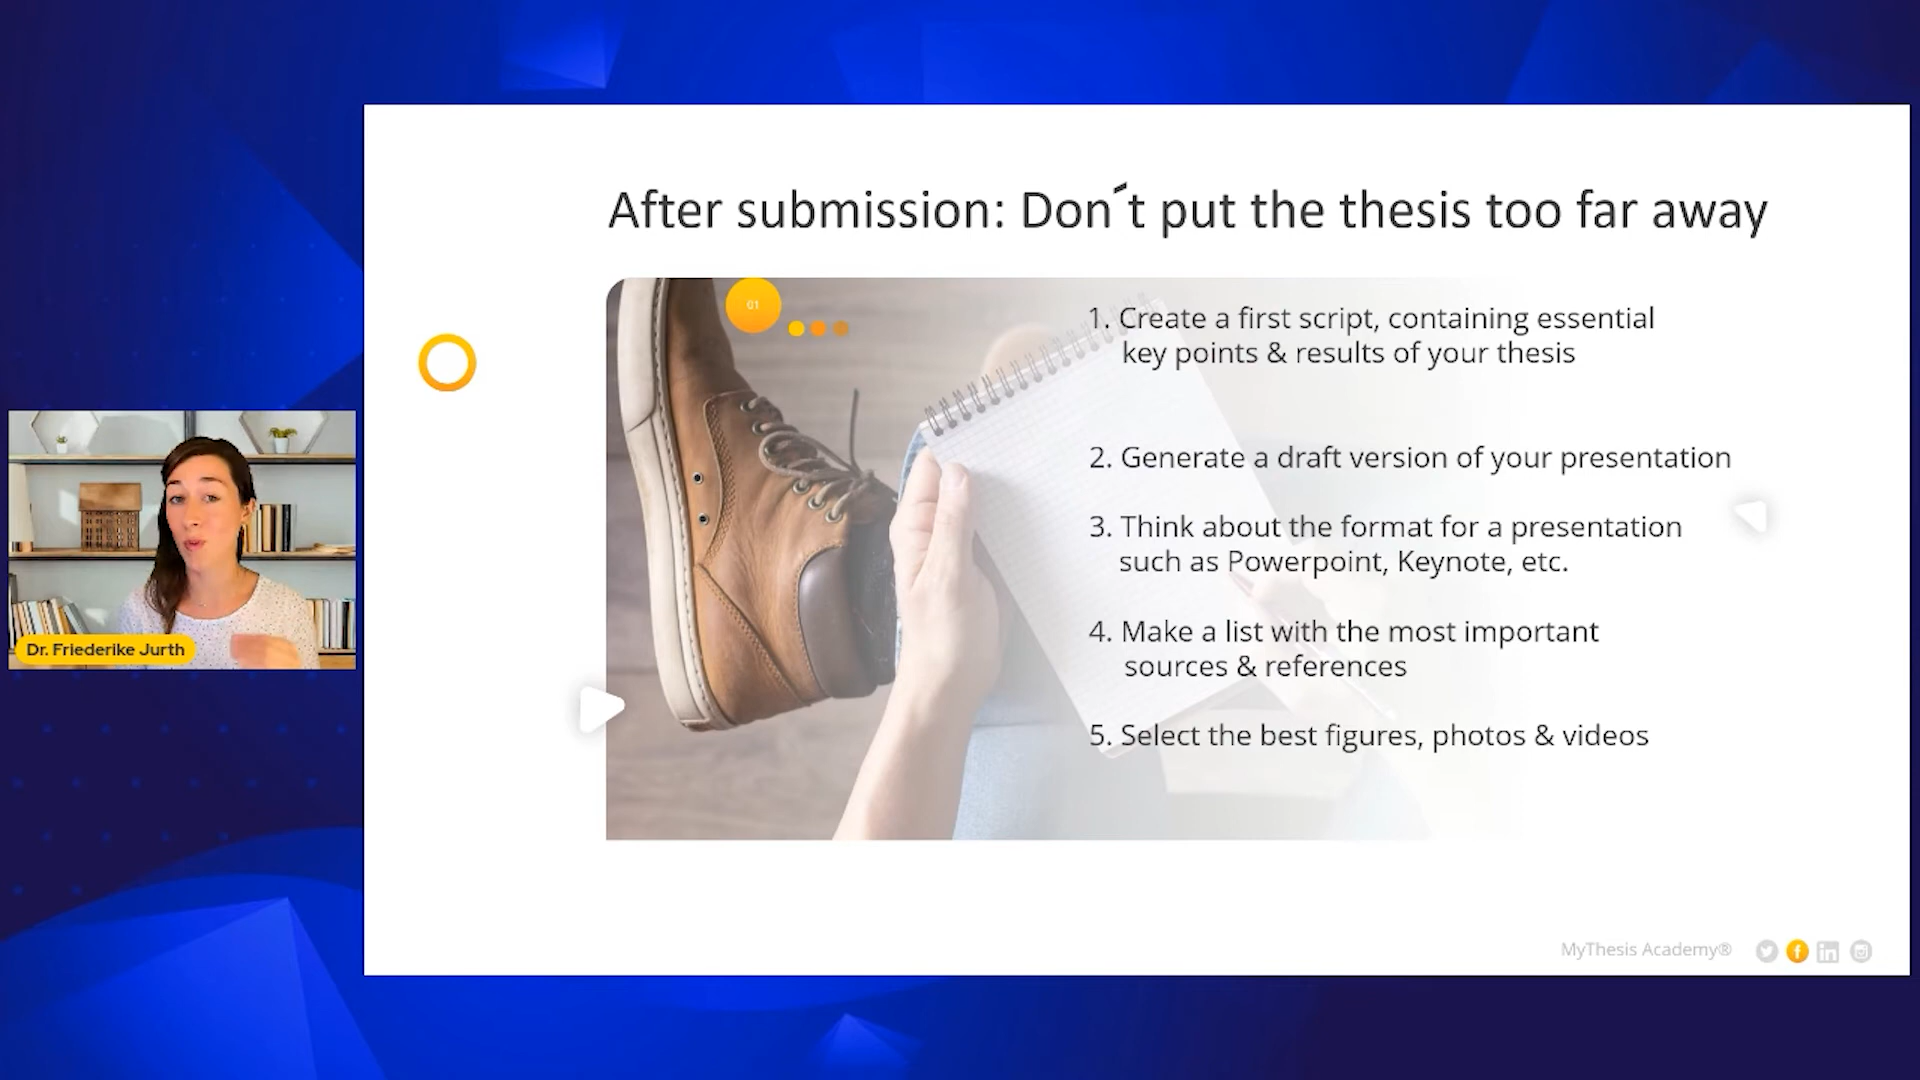 After submission: Don´t put the thesis too far away
01
1. Create a first script, containing essential
key points & results of your thesis
2. Generate a draft version of your presentation
3. Think about the format for a presentation
such as Powerpoint, Keynote, etc.
4. Make a list with the most important
sources & references
5. Select the best figures, photos & videos
Dr. Friederike Jurth
MyThesis Academy®